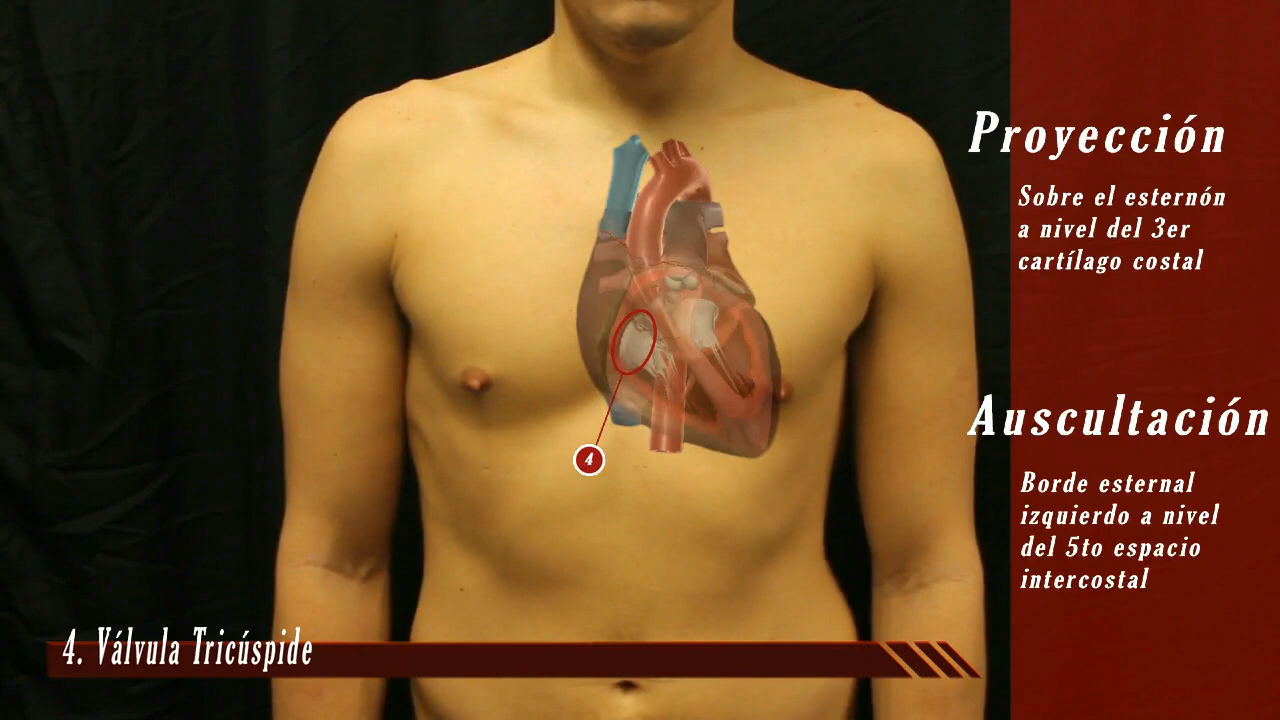 Proyección
Sobre el esternón
a nivel del 3er
cartílago costal
Auscultación
Borde esternal
izquierdo a nivel
del 5to espacio
intercostal
4
4. Válvula Tricúspide